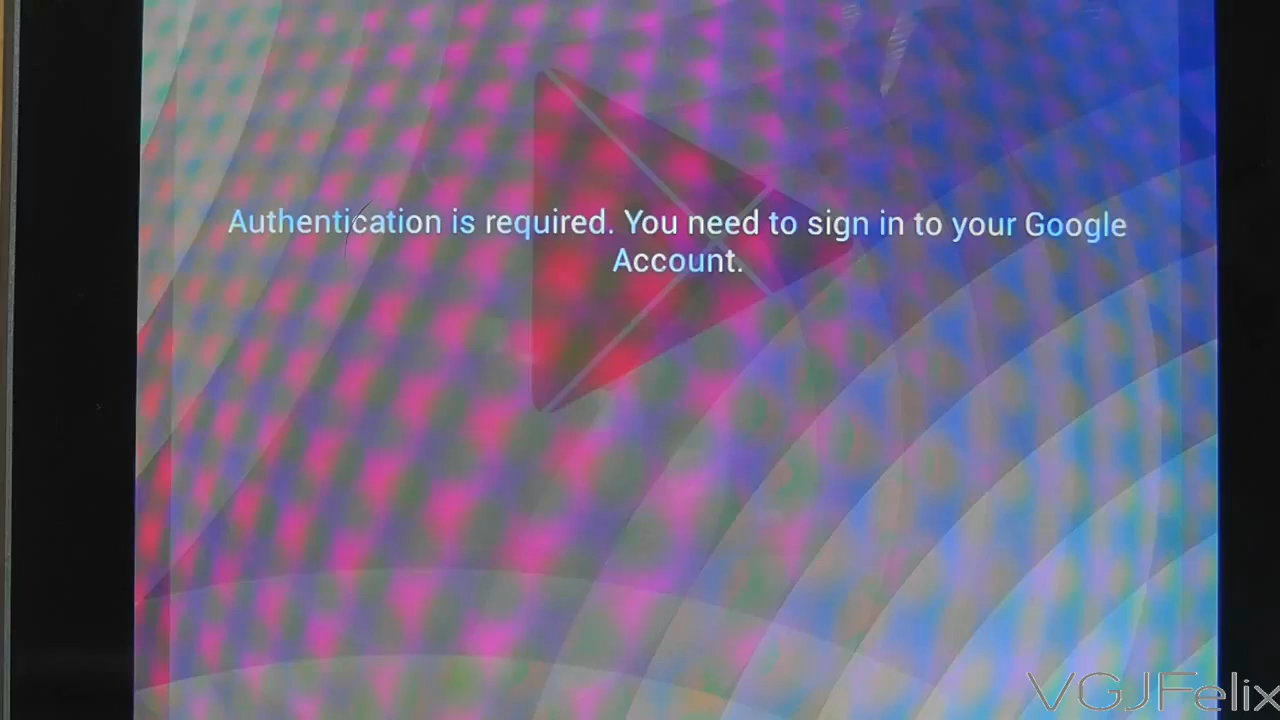 Authentication is required. You need to sign in to your Google
Account.
VGJFelix